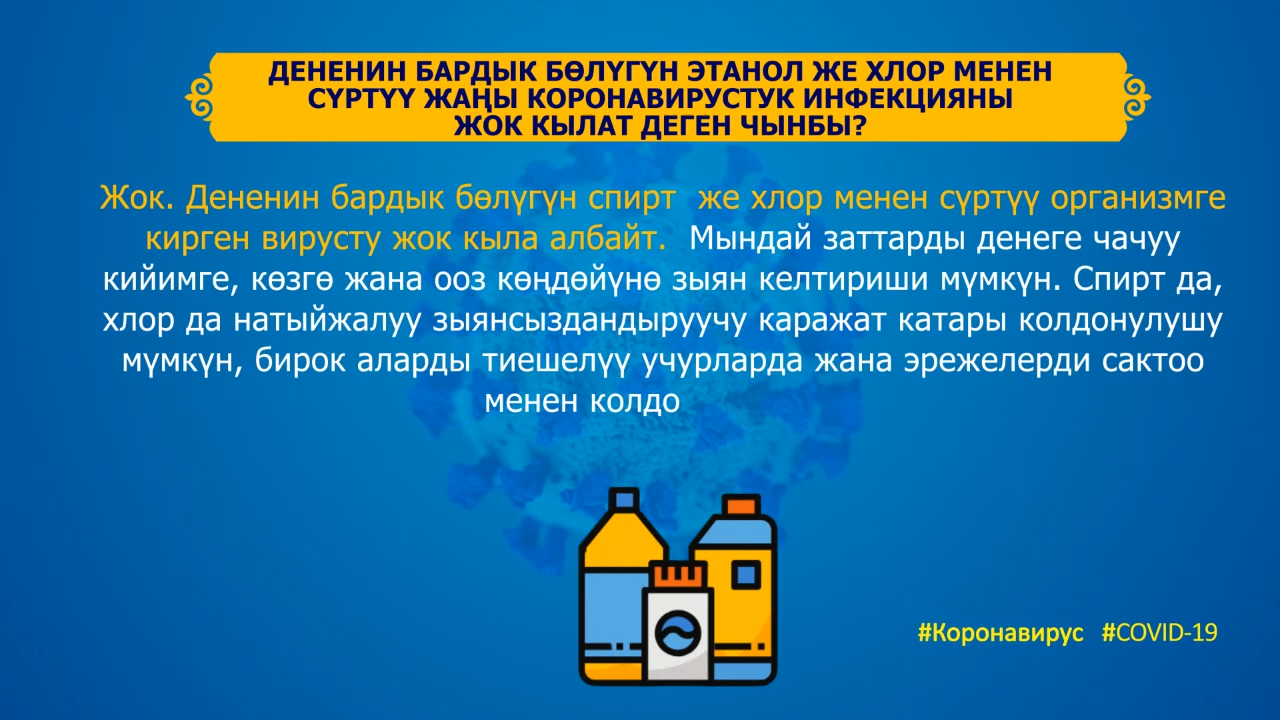 ДЕНЕНИН БАРДЫК БӨЛҮГҮН ЭТАНОЛ ЖЕ ХЛОР МЕНЕН
СҮРТҮҮ ЖАҢЫ КОРОНАВИРУСТУК ИНФЕКЦИЯНЫ
ЖОК КЫЛАТ ДЕГЕН ЧЫНБЫ?
Жок. Дененин бардык бөлүгүн спирт же хлор менен сүртүү организмге
кирген вирусту жок кыла албайт. Мындай заттарды денеге чачуу
кийимге, көзгө жана ооз көңдөйүнө зыян келтириши мүмкүн. Спирт да,
хлор да натыйжалуу зыянсыздандыруучу каражат катары колдонулушу
мүмкүн, бирок аларды тиешелүү учурларда жана эрежелерди сактоо
менен колдо
#Коронавирус #COVID-19